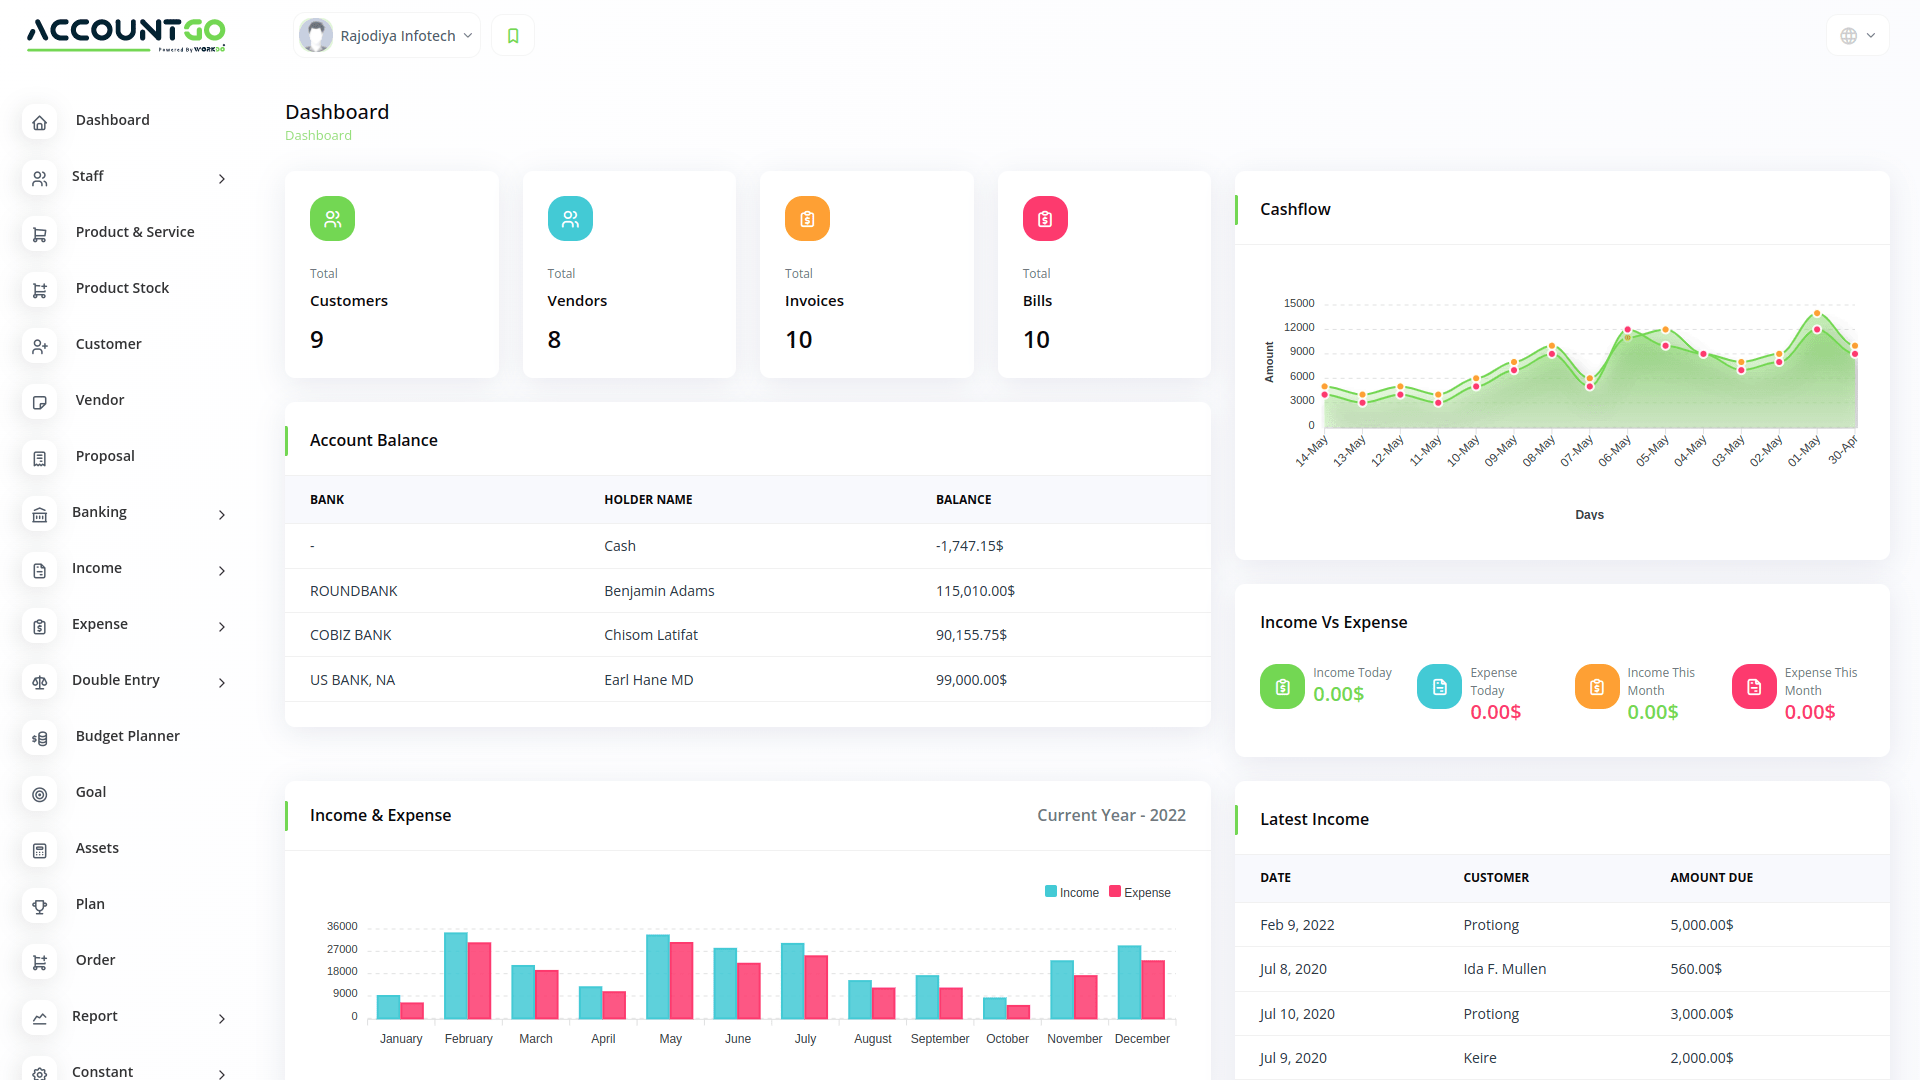 ACCOUNTGO
Powered By WORKDO
Rajodiya Infotech
Dashboard
Staff
Product & Service
Product Stock
Customer
Vendor
Proposal
Banking
Income
Expense
Double Entry
Budget Planner
Goal
Assets
Plan
Order
Report
Constant
Dashboard
Dashboard
Total
Customers
9
Total
Vendors
8
Total
Invoices
10
Total
Bills
10
Account Balance
BANK HOLDER NAME BALANCE
- Cash -1,747.15$
ROUNDBANK Benjamin Adams 115,010.00$
COBIZ BANK Chisom Latifat 90,155.75$
US BANK, NA Earl Hane MD 99,000.00$
Cashflow
15000
12000
9000
6000
3000
0
Amount
14-May 13-May 12-May 11-May 10-May 09-May 08-May 07-May 06-May 05-May 04-May 03-May 02-May 01-May 30-Apr
Days
Income Vs Expense
Income Today
0.00$
Expense
Today
0.00$
Income This
Month
0.00$
Expense This
Month
0.00$
Income & Expense
Current Year - 2022
Income Expense
36000
27000
18000
9000
0
January February March April May June July August September October November December
Latest Income
DATE CUSTOMER AMOUNT DUE
Feb 9, 2022 Protiong 5,000.00$
Jul 8, 2020 Ida F. Mullen 560.00$
Jul 10, 2020 Protiong 3,000.00$
Jul 9, 2020 Keire 2,000.00$